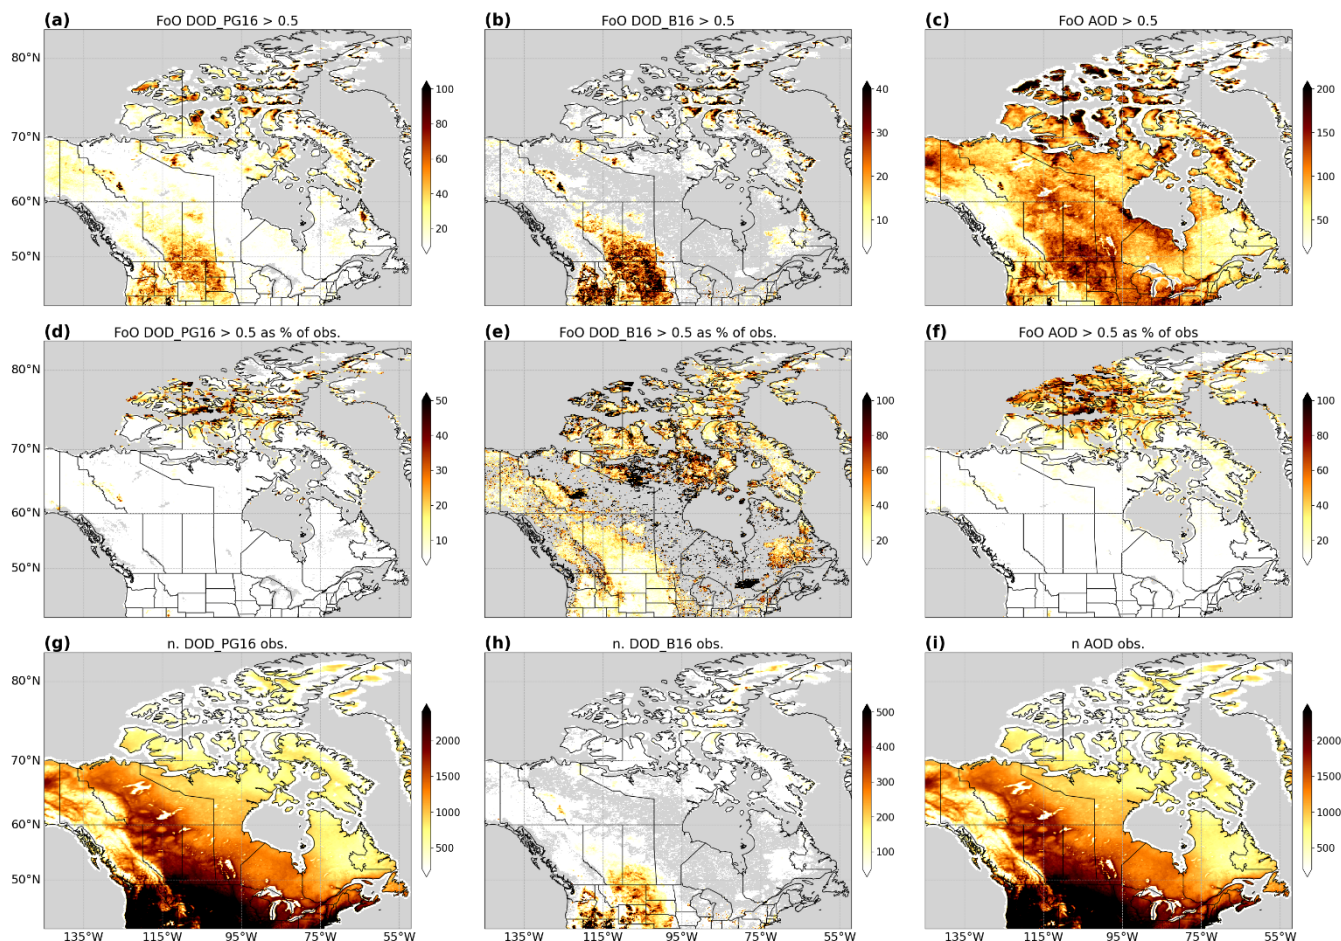 (a) FoO DOD_PG16 > 0.5
(b) FoO DOD_B16 > 0.5
(c) FoO AOD > 0.5
80°N
70°N
60°N
50°N
100
80
60
40
20
40
30
20
10
200
150
100
50
(d) FoO DOD_PG16 > 0.5 as % of obs.
(e) FoO DOD_B16 > 0.5 as % of obs.
(f) FoO AOD > 0.5 as % of obs
80°N
70°N
60°N
50°N
50
40
30
20
10
100
80
60
40
20
100
80
60
40
20
(g) n. DOD_PG16 obs.
(h) n. DOD_B16 obs.
(i) n AOD obs.
80°N
70°N
60°N
50°N
2000
1500
1000
500
500
400
300
200
100
2000
1500
1000
500
135°W 115°W 95°W 75°W 55°W
135°W 115°W 95°W 75°W 55°W
135°W 115°W 95°W 75°W 55°W